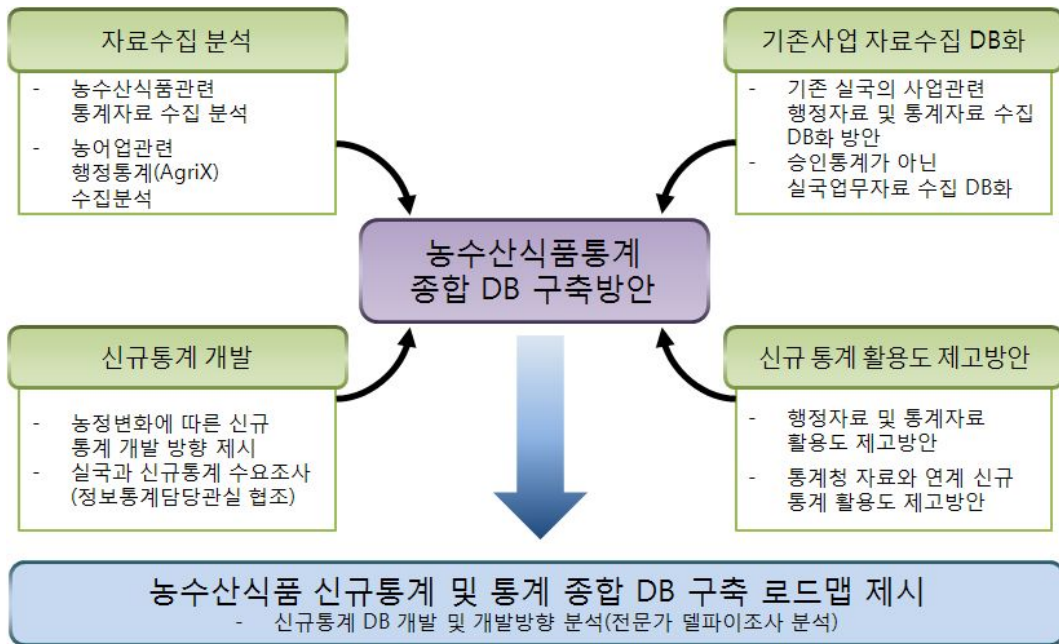 자료수집 분석
- 농수산식품관련
통계자료 수집 분석
- 농어업관련
행정통계(AgriX)
수집분석
기존사업 자료수집 DB화
- 기존 실국의 사업관련
행정자료 및 통계자료 수집
DB화 방안
- 승인통계가 아닌
실국업무자료 수집 DB화
농수산식품통계
종합 DB 구축방안
신규통계 개발
- 농정변화에 따른 신규
통계 개발 방향 제시
- 실국과 신규통계 수요조사
(정보통계담당관실 협조)
신규 통계 활용도 제고방안
- 행정자료 및 통계자료
활용도 제고방안
- 통계청 자료와 연계 신규
통계 활용도 제고방안
농수산식품 신규통계 및 통계 종합 DB 구축 로드맵 제시
- 신규통계 DB 개발 및 개발방향 분석(전문가 델파이조사 분석)